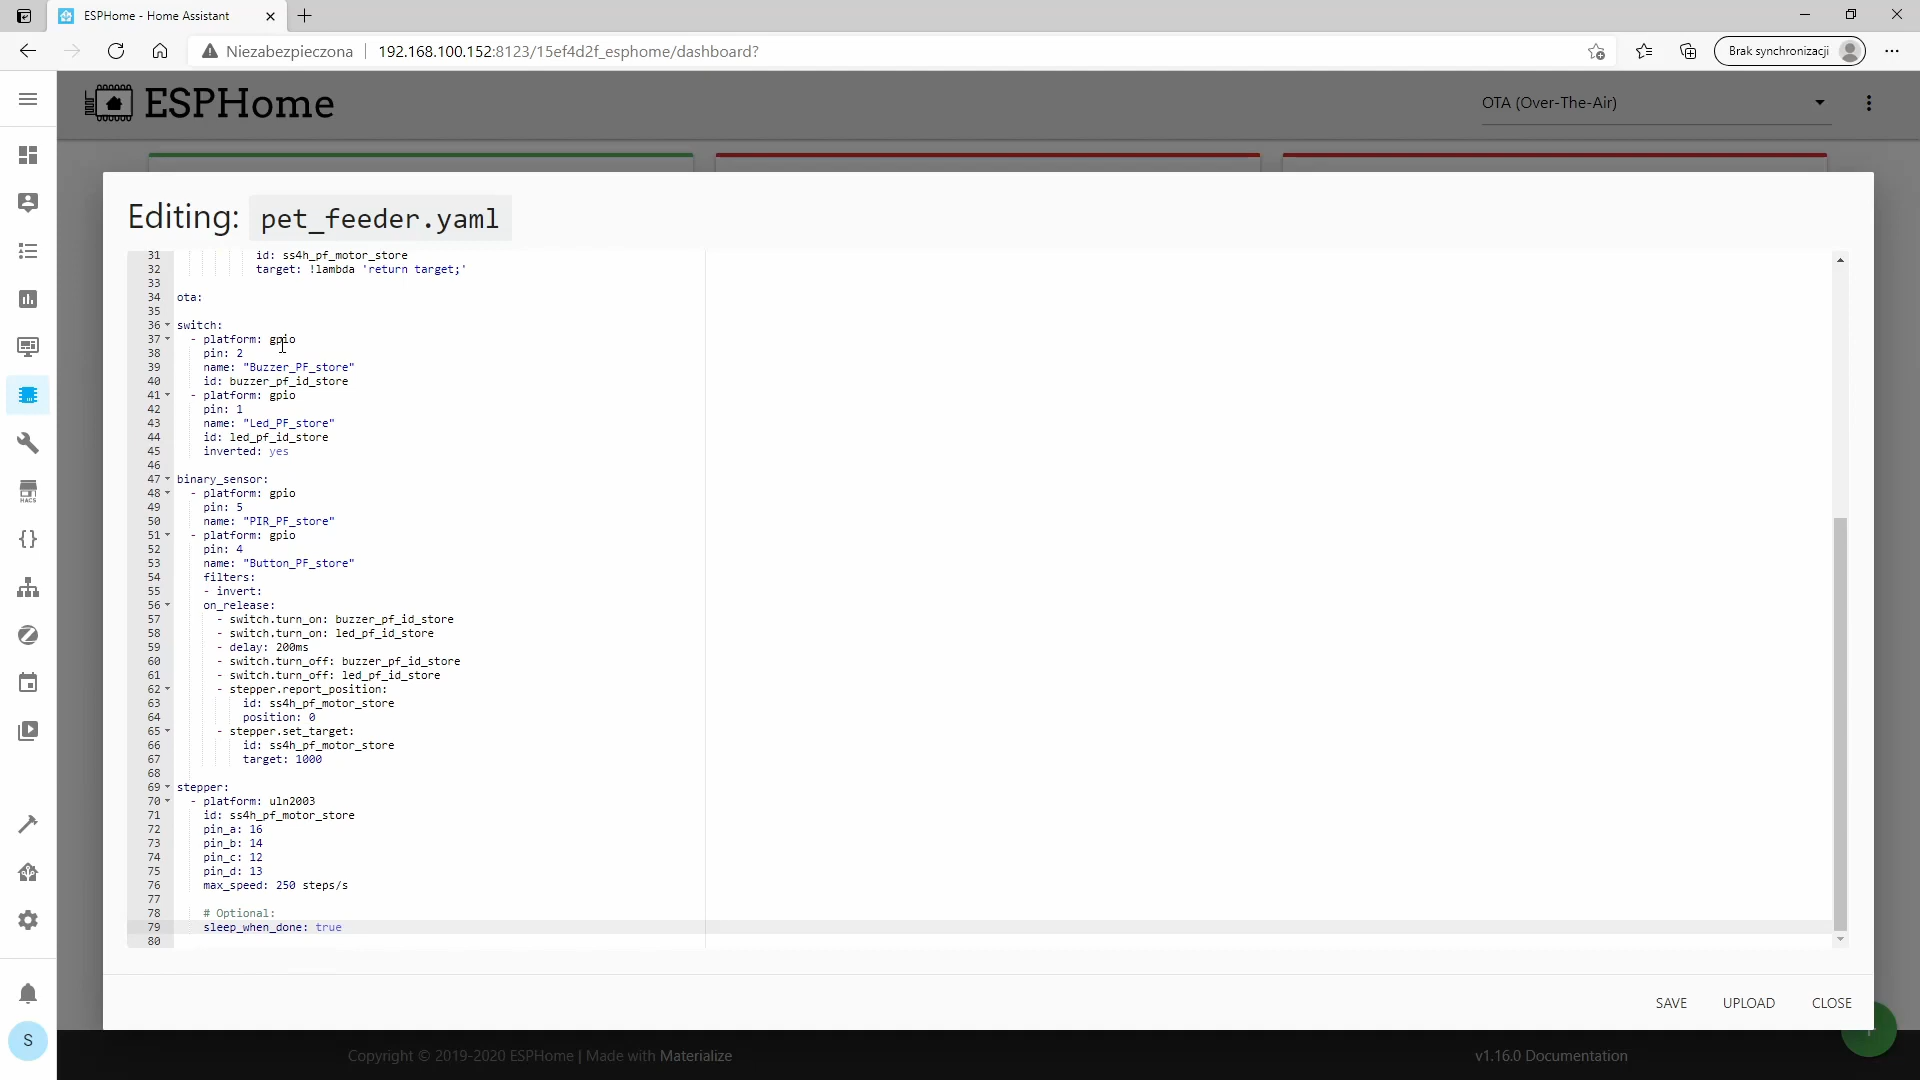 ESPHome - Home Assistant
Niezabezpieczona
192.168.100.152:8123/15ef4d2f_esphome/dashboard?
Brak synchronizacji
ESPHome
OTA (Over-The-Air)
Editing: pet_feeder.yaml
31 id: ss4h_pf_motor_store
32 target: !lambda 'return target;'
33
34 ota:
35
36 switch:
37 - platform: gpio
38 pin: 2
39 name: "Buzzer_PF_store"
40 id: buzzer_pf_id_store
41 - platform: gpio
42 pin: 1
43 name: "Led_PF_store"
44 id: led_pf_id_store
45 inverted: yes
46
47 binary_sensor:
48 - platform: gpio
49 pin: 5
50 name: "PIR_PF_store"
51 - platform: gpio
52 pin: 4
53 name: "Button_PF_store"
54 filters:
55 - invert:
56 on_release:
57 - switch.turn_on: buzzer_pf_id_store
58 - switch.turn_on: led_pf_id_store
59 - delay: 200ms
60 - switch.turn_off: buzzer_pf_id_store
61 - switch.turn_off: led_pf_id_store
62 - stepper.report_position:
63 id: ss4h_pf_motor_store
64 position: 0
65 - stepper.set_target:
66 id: ss4h_pf_motor_store
67 target: 1000
68
69 stepper:
70 - platform: uln2003
71 id: ss4h_pf_motor_store
72 pin_a: 16
73 pin_b: 14
74 pin_c: 12
75 pin_d: 13
76 max_speed: 250 steps/s
77
78 # Optional:
79 sleep_when_done: true
80
HACS
S
SAVE UPLOAD CLOSE
Copyright © 2019-2020 ESPHome | Made with Materialize
v1.16.0 Documentation